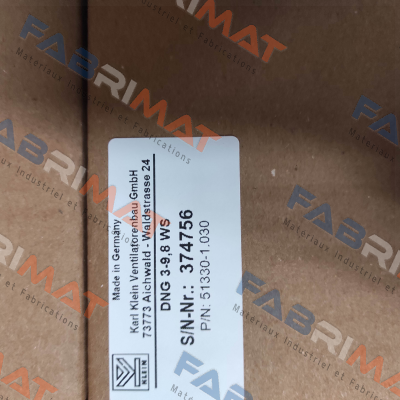 Made in Germany
Karl Klein Ventilatorenbau GmbH
73773 Aichwald - Waldstrasse 24
DNG 3-9,8 WS
S/N-Nr.: 374756
P/N: 51330-1.030
KLEIN
FABRIMAT
Materiaux Industriel et Fabrications